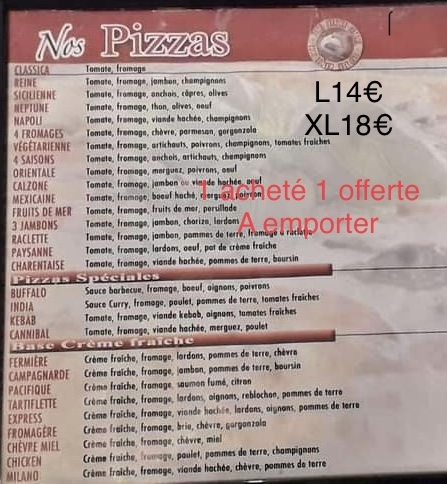 Nos Pizzas
L14€
XL18€
CLASSICA Tomate, fromage
REINE Tomate, fromage, jambon, champignons
SICILIENNE Tomate, fromage, anchois, câpres, olives
NEPTUNE Tomate, fromage, thon, olives, oeuf
NAPOLI Tomate, fromage, viande hachée, champignons
4 FROMAGES Tomate, fromage, chèvre, parmesan, gorgonzola
VÉGÉTARIENNE Tomate, fromage, artichauts, poivrons, champignons, tomates fraîches
4 SAISONS Tomate, fromage, anchois, artichauts, champignons
ORIENTALE Tomate, fromage, merguez, poivrons, oeuf
CALZONE Tomate, fromage, jambon ou viande hachée, oeuf
1 acheté 1 offerte
MEXICAINE Tomate, fromage, boeuf haché, merguez, poivrons
FRUITS DE MER Tomate, fromage, fruits de mer, persillade
3 JAMBONS Tomate, fromage, jambon, chorizo, lardons
A emporter
RACLETTE Tomate, fromage, jambon, pommes de terre, fromage à raclette
PAYSANNE Tomate, fromage, lardons, oeuf, pot de crème fraîche
CHARENTAISE Tomate, fromage, viande hachée, pommes de terre, boursin
Pizzas Spéciales
BUFFALO Sauce barbecue, fromage, boeuf, oignons, poivrons
INDIA Sauce Curry, fromage, poulet, pommes de terre, tomates fraîches
KEBAB Tomate, fromage, viande kebab, oignons, tomates fraîches
CANNIBAL Tomate, fromage, viande hachée, merguez, poulet
Base Crème fraîche
FERMIÈRE Crème fraîche, fromage, lardons, pommes de terre, chèvre
CAMPAGNARDE Crème fraîche, fromage, jambon, pommes de terre, boursin
PACIFIQUE Crème fraîche, fromage, saumon fumé, citron
TARTIFLETTE Crème fraîche, fromage, lardons, oignons, reblochon, pommes de terre
EXPRESS Crème fraîche, fromage, viande hachée, lardons, oignons, pommes de terre
FROMAGÈRE Crème fraîche, fromage, brie, chèvre, gorgonzola
CHÈVRE MIEL Crème fraîche, fromage, chèvre, miel
CHICKEN Crème fraîche, fromage, poulet, pommes de terre, champignons
MILANO Crème fraîche, fromage, viande hachée, chèvre, pommes de terre